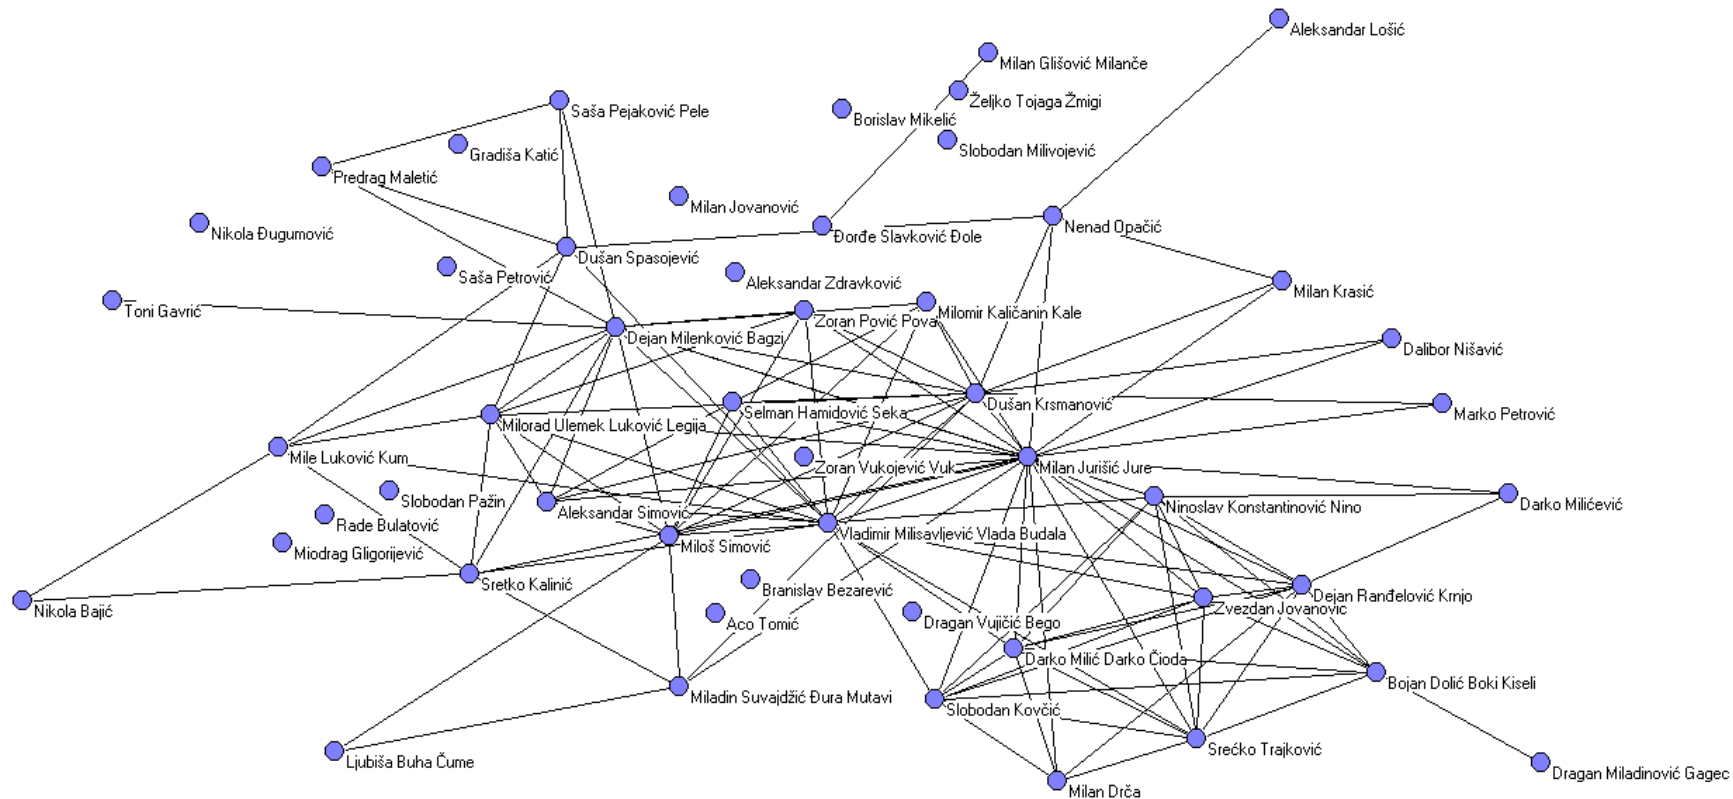 Aleksandar Lošić
Milan Glišović Milanče
Željko Tojaga Žmigi
Saša Pejaković Pele
Borislav Mikelić
Slobodan Milivojević
Gradiša Katić
Predrag Maletić
Milan Jovanović
Nenad Opačić
Nikola Đugumović
Đorđe Slavković Đole
Dušan Spasojević
Saša Petrović
Aleksandar Zdravković
Milan Krasić
Toni Gavrić
Milomir Kaličanin Kale
Zoran Pović Pova
Dejan Milenković Bagzi
Dalibor Nišavić
Dušan Krsmanović
Marko Petrović
Selman Hamidović Seka
Milorad Ulemek Luković Legija
Mile Luković Kum
Zoran Vukojević Vuk
Milan Jurišić Jure
Slobodan Pažin
Darko Milićević
Ninoslav Konstantinović Nino
Aleksandar Simović
Rade Bulatović
Vladimir Milisavljević Vlada Budala
Miloš Simović
Miodrag Gligorijević
Sretko Kalinić
Branislav Bezarević
Dejan Ranđelović Krnjo
Zvezdan Jovanovic
Nikola Bajić
Aco Tomić
Dragan Vujičić Bego
Darko Milić Darko Čioda
Bojan Dolić Boki Kiseli
Miladin Suvajdžić Đura Mutavi
Slobodan Kovčić
Srećko Trajković
Ljubiša Buha Čume
Dragan Miladinović Gagec
Milan Drča